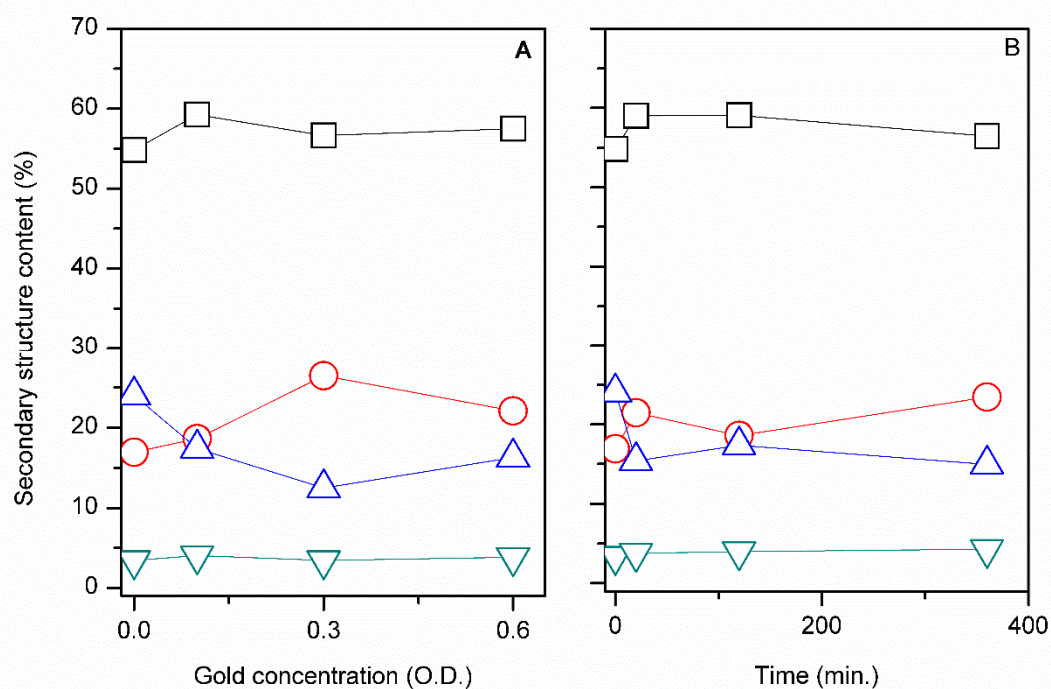 A
B
Secondary structure content (%)
70
60
50
40
30
20
10
0
0.0 0.3 0.6
0 200 400
Gold concentration (O.D.)
Time (min.)